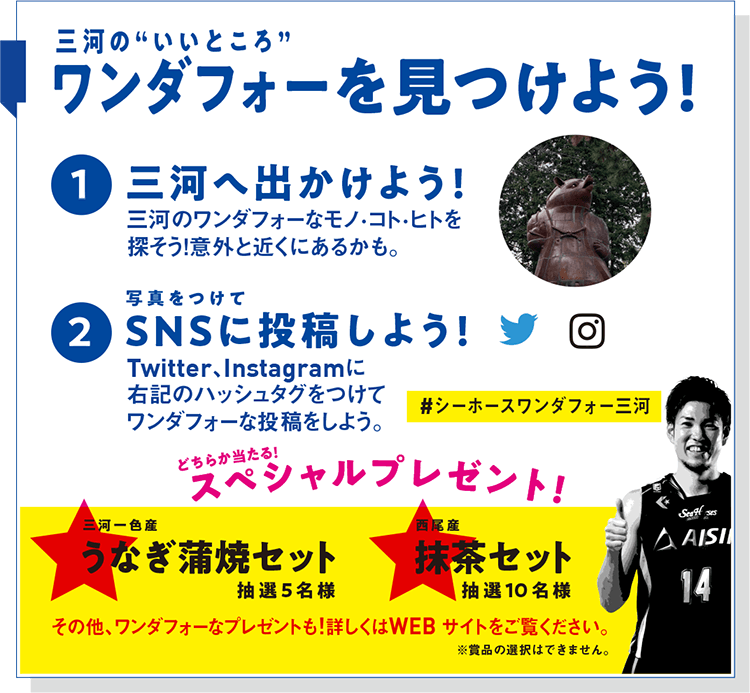 三河の“いいところ”
ワンダフォーを見つけよう!
1 三河へ出かけよう!
三河のワンダフォーなモノ・コト・ヒトを
探そう!意外と近くにあるかも。
写真をつけて
2 SNSに投稿しよう!
Twitter、Instagramに
右記のハッシュタグをつけて
ワンダフォーな投稿をしよう。
#シーホースワンダフォー三河
どちらか当たる!
スペシャルプレゼント!
三河一色産
うなぎ蒲焼セット
抽選5名様
西尾産
抹茶セット
抽選10名様
SeaHorses
AISIN
14
その他、ワンダフォーなプレゼントも!詳しくはWEB サイトをご覧ください。
※賞品の選択はできません。